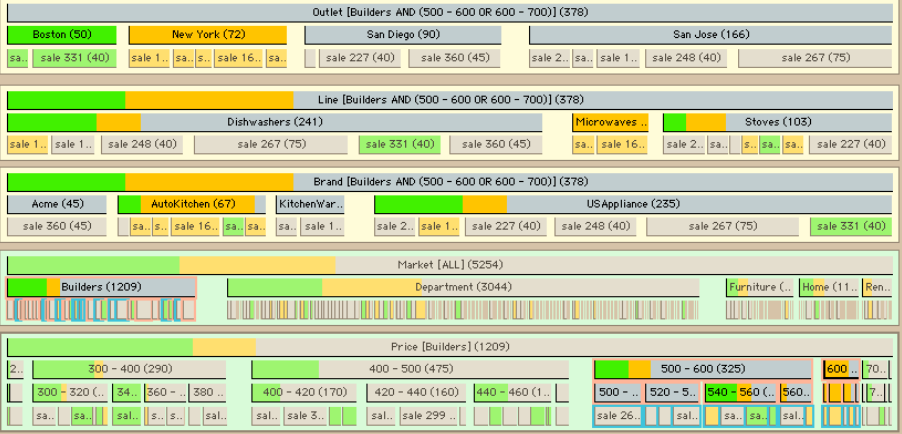 Outlet [Builders AND (500 - 600 OR 600 - 700)] (378)
Boston (50) New York (72) San Diego (90) San Jose (166)
sa.. sale 331 (40) sale 1.. sa.. s.. sale 16.. sa.. sale 227 (40) sale 360 (45) sale 2.. sa.. sale 1.. sale 248 (40) sale 267 (75)
Line [Builders AND (500 - 600 OR 600 - 700)] (378)
Dishwashers (241) Microwaves .. Stoves (103)
sale 1.. sale 1.. sale 248 (40) sale 267 (75) sale 331 (40) sale 360 (45) sa.. sale 16.. sale 2.. sa.. s.. sa.. sa.. sale 227 (40)
Brand [Builders AND (500 - 600 OR 600 - 700)] (378)
Acme (45) AutoKitchen (67) KitchenWar.. USAppliance (235)
sale 360 (45) sa.. s.. sale 16.. sa.. sa.. sa.. sale 1.. sale 2.. sale 1.. sale 227 (40) sale 248 (40) sale 267 (75) sale 331 (40)
Market [ALL] (5254)
Builders (1209) Department (3044) Furniture (.. Home (11.. Ren..
Price [Builders] (1209)
2.. 300 - 400 (290) 400 - 500 (475) 500 - 600 (325) 600 .. 70..
300 - 320 (.. 34.. 360 - .. 380 .. 400 - 420 (170) 420 - 440 (160) 440 - 460 (1.. 500 - .. 520 - 5.. 540 - 560 (.. 560.. 7..
sa.. sa.. s.. s.. sal.. sal.. sale 3.. sal.. sale 299 .. sale 26.. sal.. sa.. sal..